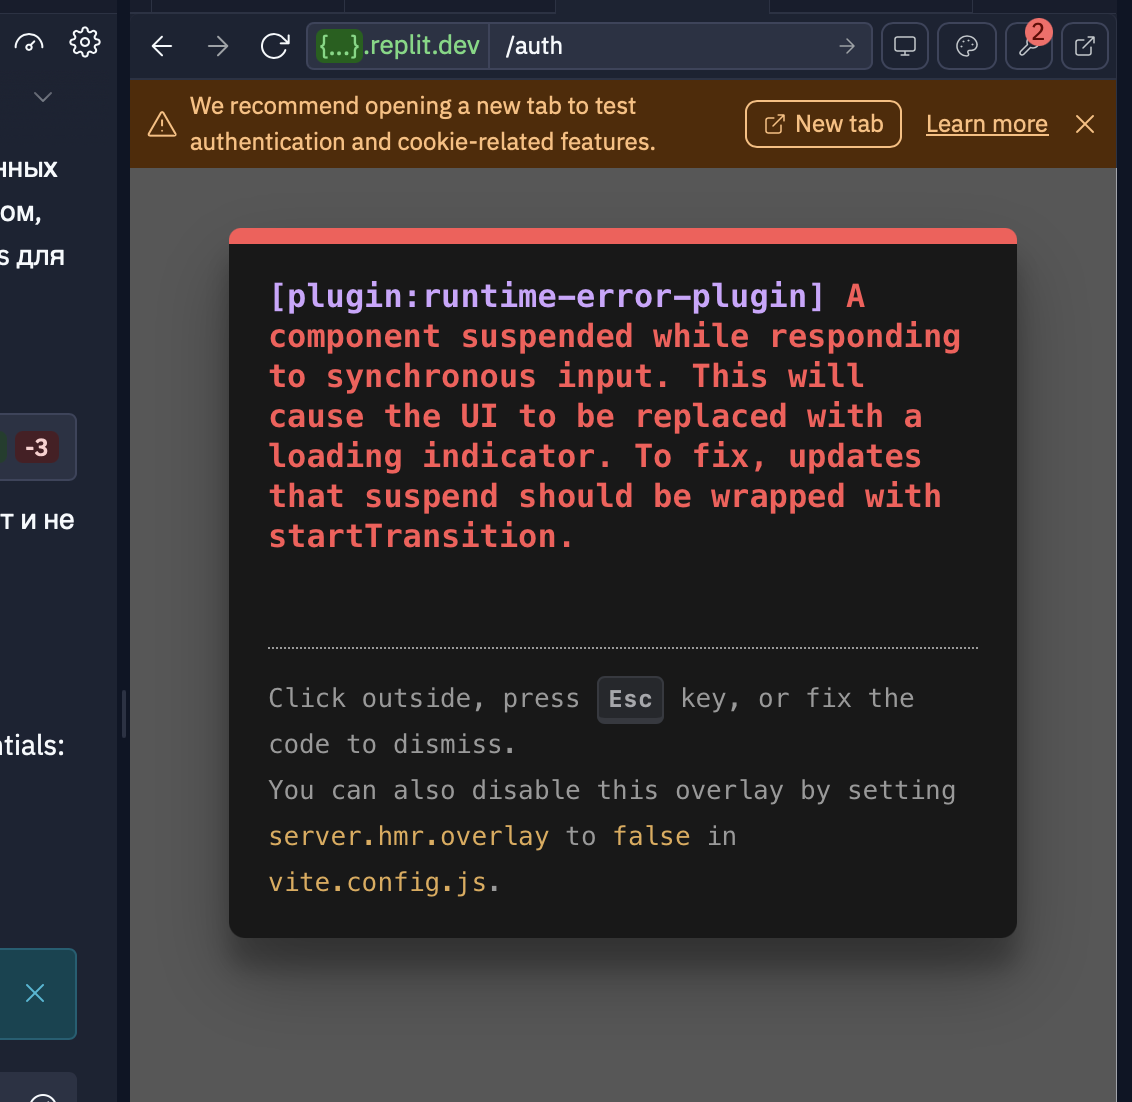 {...}.replit.dev /auth
2
We recommend opening a new tab to test
authentication and cookie-related features.
New tab
Learn more
ом,
s для
-3
т и не
[plugin:runtime-error-plugin] A
component suspended while responding
to synchronous input. This will
cause the UI to be replaced with a
loading indicator. To fix, updates
that suspend should be wrapped with
startTransition.
Click outside, press Esc key, or fix the
code to dismiss.
You can also disable this overlay by setting
server.hmr.overlay to false in
vite.config.js.
ntials: